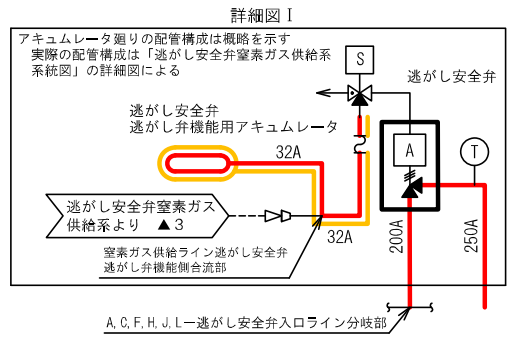 詳細図Ⅰ
アキュムレータ廻りの配管構成は概略を示す
実際の配管構成は「逃がし安全弁窒素ガス供給系
系統図」の詳細図による
S
逃がし安全弁
逃がし安全弁
逃がし弁機能用アキュムレータ
A
T
32A
逃がし安全弁窒素ガス
供給系より ▲3
32A
200A
250A
窒素ガス供給ライン逃がし安全弁
逃がし弁機能側合流部
A, C, F, H, J, L－逃がし安全弁入口ライン分岐部